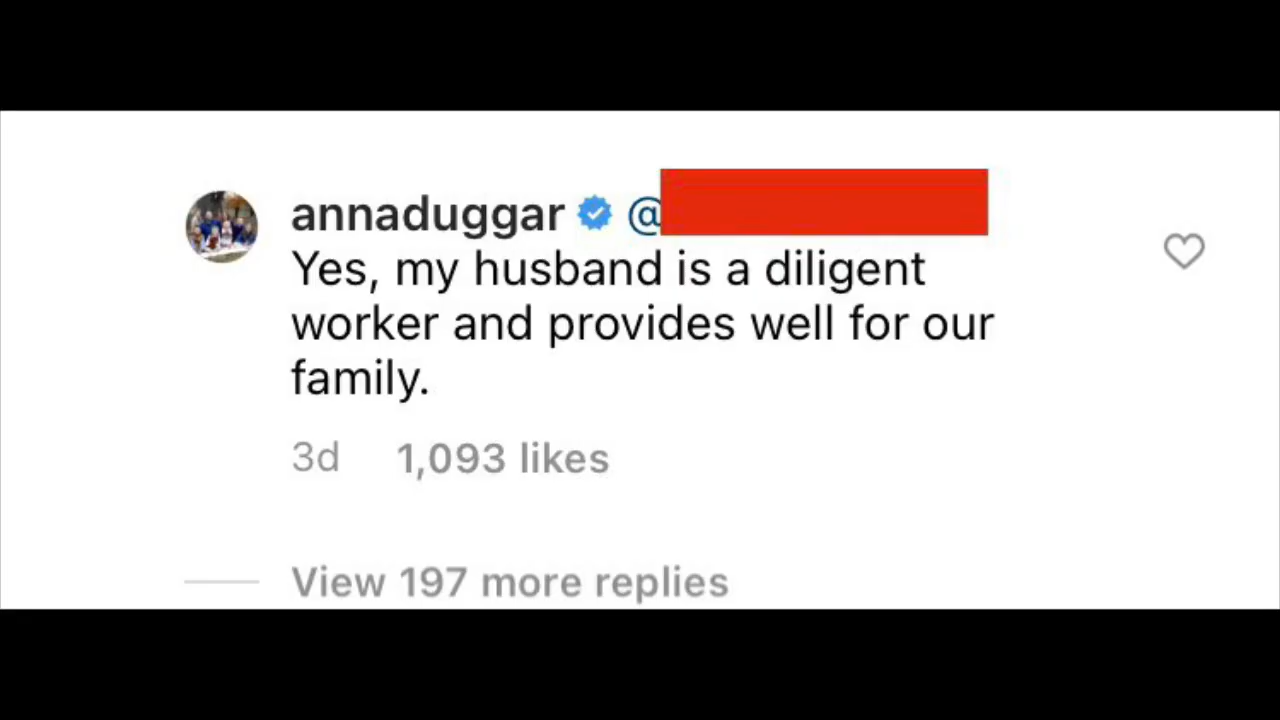 annaduggar @
Yes, my husband is a diligent
worker and provides well for our
family.
3d 1,093 likes
View 197 more replies